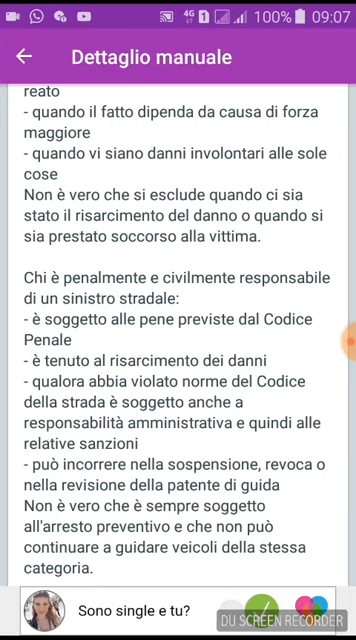 4G 1 100% 09:07
Dettaglio manuale
reato
- quando il fatto dipenda da causa di forza
maggiore
- quando vi siano danni involontari alle sole
cose
Non è vero che si esclude quando ci sia
stato il risarcimento del danno o quando si
sia prestato soccorso alla vittima.
Chi è penalmente e civilmente responsabile
di un sinistro stradale:
- è soggetto alle pene previste dal Codice
Penale
- è tenuto al risarcimento dei danni
- qualora abbia violato norme del Codice
della strada è soggetto anche a
responsabilità amministrativa e quindi alle
relative sanzioni
- può incorrere nella sospensione, revoca o
nella revisione della patente di guida
Non è vero che è sempre soggetto
all'arresto preventivo e che non può
continuare a guidare veicoli della stessa
categoria.
Sono single e tu?
DU SCREEN RECORDER